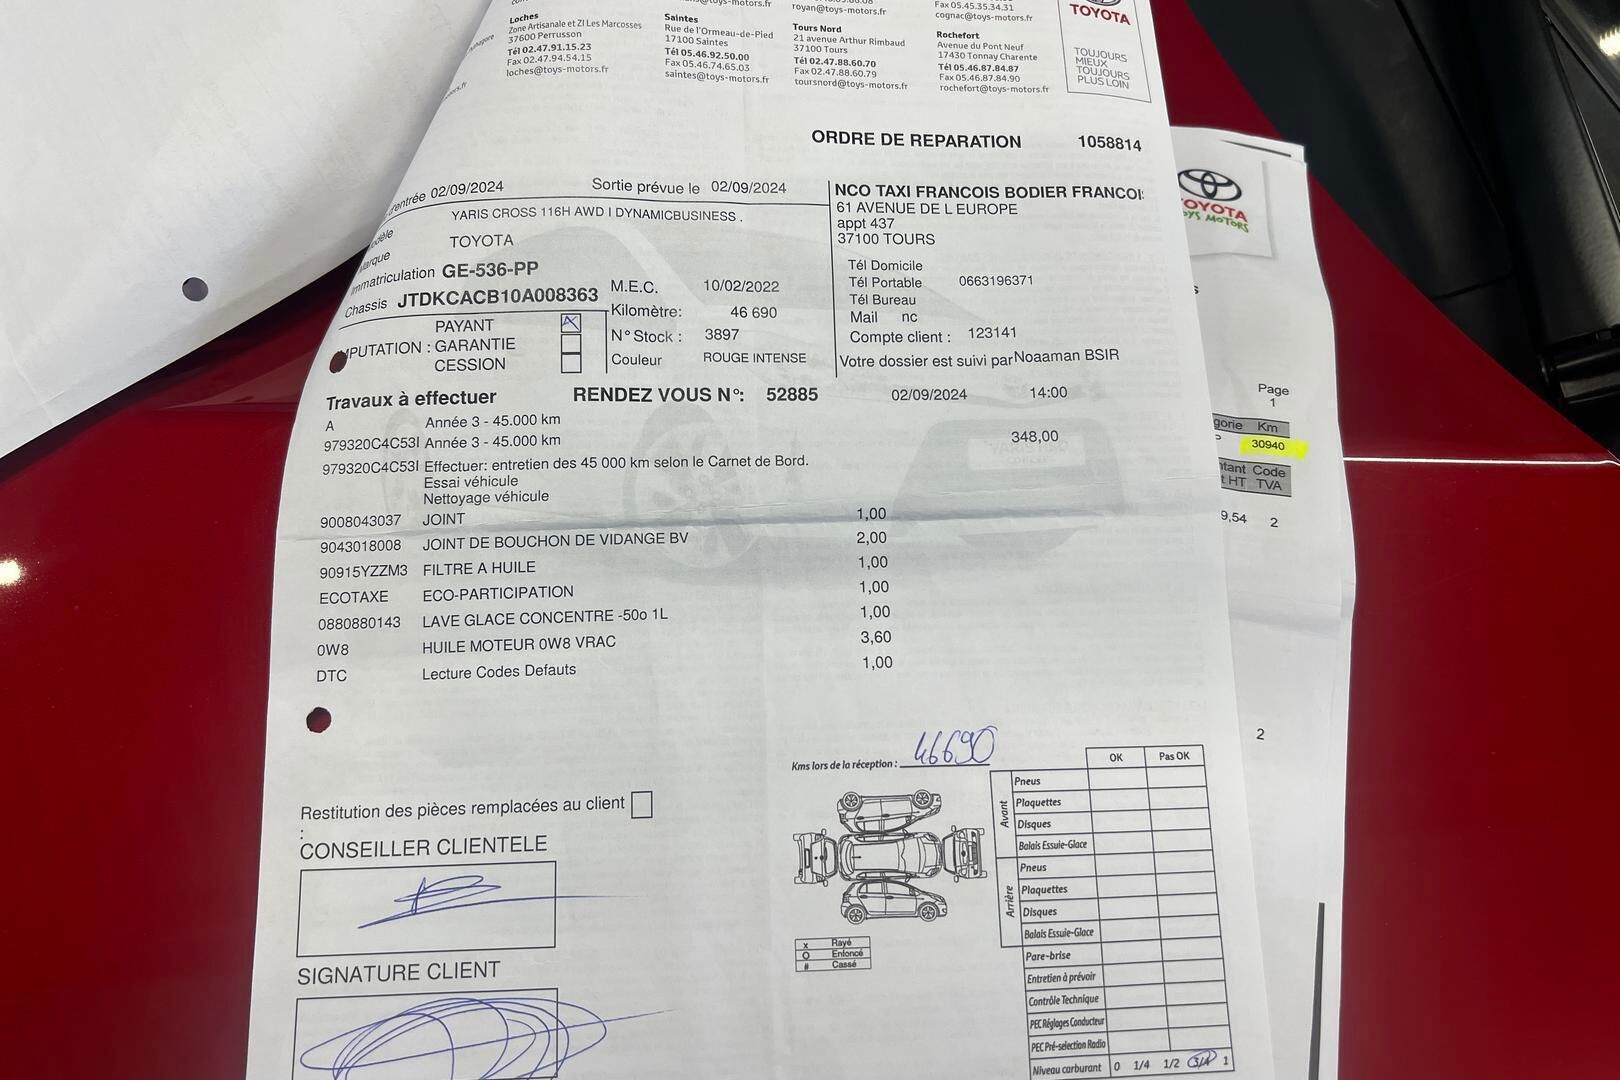 Loches
Zone Artisanale et ZI Les Marcosses
37600 Perrusson
Tél 02.47.91.15.23
Fax 02.47.94.54.15
loches@toys-motors.fr
Saintes
Rue de l'Ormeau-de-Pied
17100 Saintes
Tél 05.46.92.50.00
Fax 05.46.74.65.03
saintes@toys-motors.fr
royan@toys-motors.fr
Tours Nord
21 avenue Arthur Rimbaud
37100 Tours
Tél 02.47.88.60.70
Fax 02.47.88.60.79
toursnord@toys-motors.fr
Fax 05.45.35.34.31
cognac@toys-motors.fr
Rochefort
Avenue du Pont Neuf
17430 Tonnay Charente
Tél 05.46.87.84.87
Fax 05.46.87.84.90
rochefort@toys-motors.fr
TOYOTA
TOUJOURS
MIEUX
TOUJOURS
PLUS LOIN
ORDRE DE REPARATION 1058814
d'entrée 02/09/2024 Sortie prévue le 02/09/2024
Modèle YARIS CROSS 116H AWD I DYNAMICBUSINESS .
Marque TOYOTA
Immatriculation GE-536-PP
Chassis JTDKCACB10A008363
PAYANT X
IMPUTATION : GARANTIE
CESSION
M.E.C. 10/02/2022
Kilomètre: 46 690
N° Stock : 3897
Couleur ROUGE INTENSE
NCO TAXI FRANCOIS BODIER FRANCOI
61 AVENUE DE L EUROPE
appt 437
37100 TOURS
Tél Domicile
Tél Portable 0663196371
Tél Bureau
Mail nc
Compte client : 123141
Votre dossier est suivi par Noaaman BSIR
Travaux à effectuer RENDEZ VOUS N°: 52885 02/09/2024 14:00
A Année 3 - 45.000 km
979320C4C53I Année 3 - 45.000 km 348,00
979320C4C53I Effectuer: entretien des 45 000 km selon le Carnet de Bord.
Essai véhicule
Nettoyage véhicule
9008043037 JOINT 1,00
9043018008 JOINT DE BOUCHON DE VIDANGE BV 2,00
90915YZZM3 FILTRE A HUILE 1,00
ECOTAXE ECO-PARTICIPATION 1,00
0880880143 LAVE GLACE CONCENTRE -50o 1L 1,00
0W8 HUILE MOTEUR 0W8 VRAC 3,60
DTC Lecture Codes Defauts 1,00
Restitution des pièces remplacées au client
:
CONSEILLER CLIENTELE
SIGNATURE CLIENT
Kms lors de la réception : 46690
x Rayé
O Enfoncé
# Cassé
OK Pas OK
Avant
Pneus
Plaquettes
Disques
Balais Essuie-Glace
Arrière
Pneus
Plaquettes
Disques
Balais Essuie-Glace
Pare-brise
Entretien à prévoir
Contrôle Technique
PEC Réglages Conducteur
PEC Pré-selection Radio
Niveau carburant 0 1/4 1/2 3/4 1
TOYOTA
TOYS MOTORS
Page
1
gorie Km
P 30940
tant Code
t HT TVA
9,54 2
2